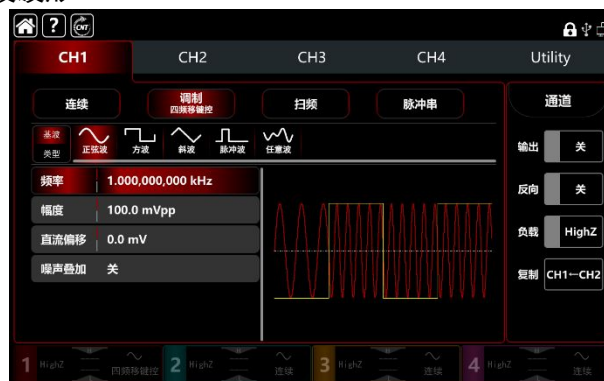 ? CNT
CH1 CH2 CH3 CH4 Utility
连续 调制 扫频 脉冲串 通道
四频移键控
基波
类型 正弦波 方波 斜波 脉冲波 任意波
输出 关
频率 1.000,000,000 kHz
反向 关
幅度 100.0 mVpp
直流偏移 0.0 mV
负载 HighZ
噪声叠加 关
复制 CH1←CH2
1 HighZ 四频移键控 2 HighZ 连续 3 HighZ 连续 4 HighZ 连续